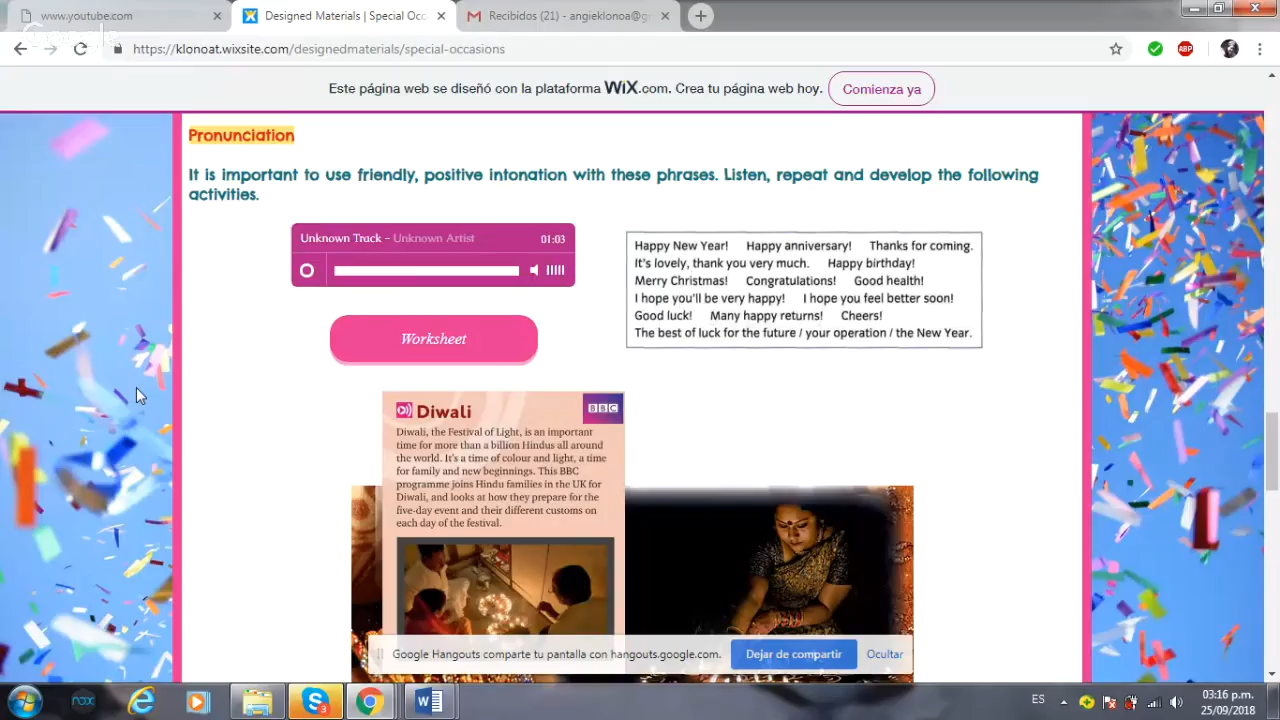 www.youtube.com
Designed Materials | Special Occ
Recibidos (21) - angieklonoa@g
https://klonoat.wixsite.com/designedmaterials/special-occasions
ABP
Este página web se diseñó con la plataforma WiX.com. Crea tu página web hoy.
Comienza ya
Pronunciation
It is important to use friendly, positive intonation with these phrases. Listen, repeat and develop the following
activities.
Unknown Track - Unknown Artist
01:03
Worksheet
Happy New Year! Happy anniversary! Thanks for coming.
It's lovely, thank you very much. Happy birthday!
Merry Christmas! Congratulations! Good health!
I hope you'll be very happy! I hope you feel better soon!
Good luck! Many happy returns! Cheers!
The best of luck for the future / your operation / the New Year.
Diwali
BBC
Diwali, the Festival of Light, is an important
time for more than a billion Hindus all around
the world. It's a time of colour and light, a time
for family and new beginnings. This BBC
programme joins Hindu families in the UK for
Diwali, and looks at how they prepare for the
five-day event and their different customs on
each day of the festival.
Google Hangouts comparte tu pantalla con hangouts.google.com.
Dejar de compartir
Ocultar
nox
3
ES
03:16 p.m.
25/09/2018